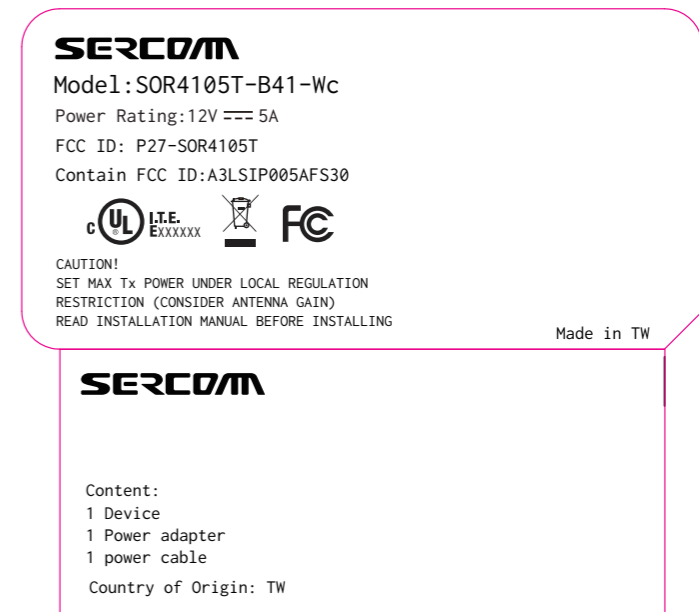 SERCOMM
Model:SOR4105T-B41-Wc
Power Rating:12V 5A
FCC ID: P27-SOR4105T
Contain FCC ID:A3LSIP005AFS30
c UL ® I.T.E.
EXXXXXX
FC
CAUTION!
SET MAX Tx POWER UNDER LOCAL REGULATION
RESTRICTION (CONSIDER ANTENNA GAIN)
READ INSTALLATION MANUAL BEFORE INSTALLING
Made in TW
SERCOMM
Content:
1 Device
1 Power adapter
1 power cable
Country of Origin: TW